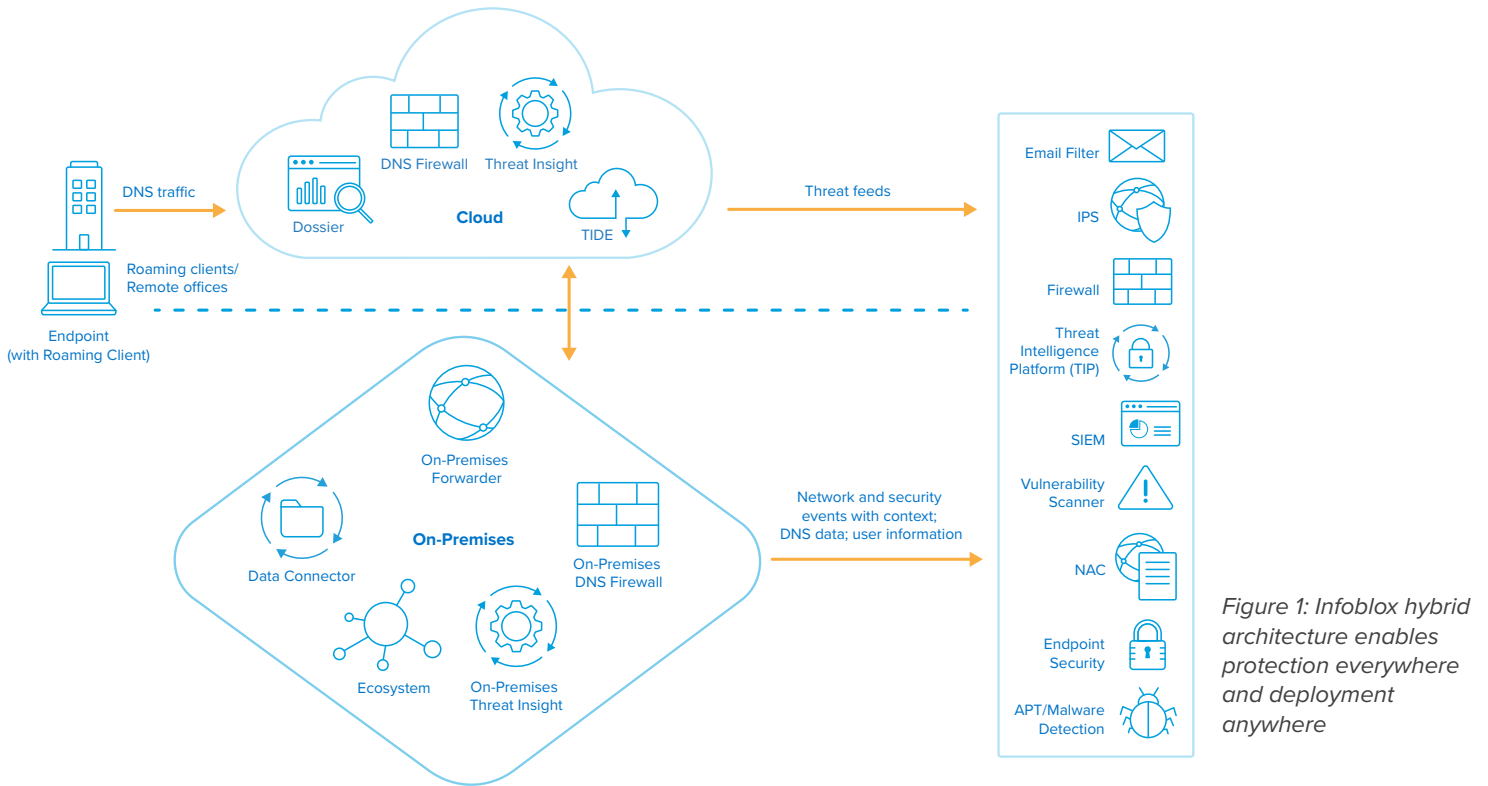 DNS traffic
Roaming clients/
Remote offices
Endpoint
(with Roaming Client)
DNS Firewall
Threat Insight
Dossier
Cloud
TIDE
Threat feeds
On-Premises
Forwarder
Data Connector
On-Premises
On-Premises
DNS Firewall
Ecosystem
On-Premises
Threat Insight
Network and security
events with context;
DNS data; user information
Email Filter
IPS
Firewall
Threat
Intelligence
Platform (TIP)
SIEM
Vulnerability
Scanner
NAC
Endpoint
Security
APT/Malware
Detection
Figure 1: Infoblox hybrid
architecture enables
protection everywhere
and deployment
anywhere